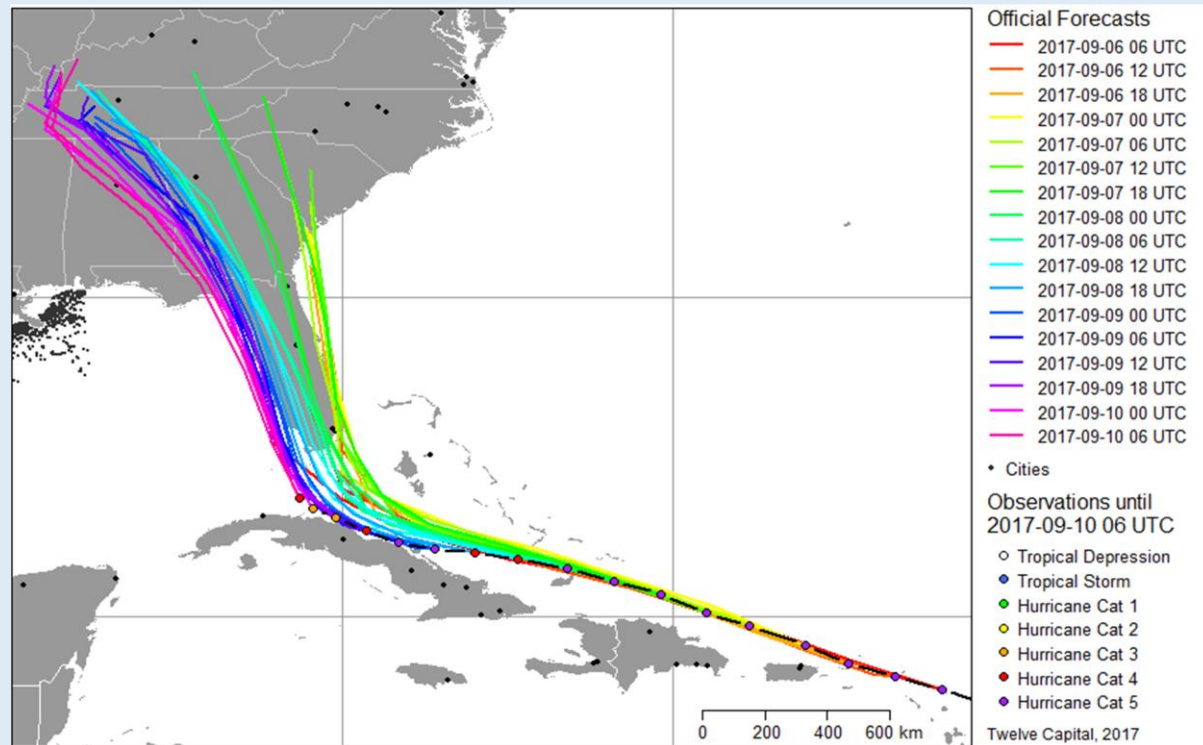 Official Forecasts
2017-09-06 06 UTC
2017-09-06 12 UTC
2017-09-06 18 UTC
2017-09-07 00 UTC
2017-09-07 06 UTC
2017-09-07 12 UTC
2017-09-07 18 UTC
2017-09-08 00 UTC
2017-09-08 06 UTC
2017-09-08 12 UTC
2017-09-08 18 UTC
2017-09-09 00 UTC
2017-09-09 06 UTC
2017-09-09 12 UTC
2017-09-09 18 UTC
2017-09-10 00 UTC
2017-09-10 06 UTC
Cities
Observations until
2017-09-10 06 UTC
Tropical Depression
Tropical Storm
Hurricane Cat 1
Hurricane Cat 2
Hurricane Cat 3
Hurricane Cat 4
Hurricane Cat 5
0 200 400 600 km
Twelve Capital, 2017